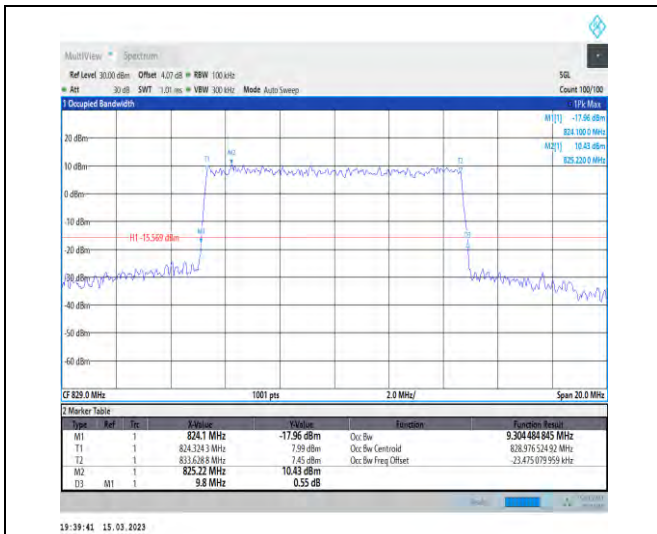 MultiView Spectrum
Ref Level 30.00 dBm Offset 4.07 dB RBW 100 kHz SGL
Att 30 dB SWT 1.01 ms VBW 300 kHz Mode Auto Sweep Count 100/100
1 Occupied Bandwidth 1Pk Max
M1[1] -17.96 dBm
824.100 0 MHz
M2[1] 10.43 dBm
825.220 0 MHz
20 dBm
T1 M2 T2
10 dBm
0 dBm
-10 dBm
H1 -15.569 dBm
-20 dBm
-30 dBm
-40 dBm
-50 dBm
-60 dBm
CF 829.0 MHz 1001 pts 2.0 MHz/ Span 20.0 MHz
2 Marker Table
Type Ref Trc X-Value Y-Value Function Function Result
M1 1 824.1 MHz -17.96 dBm Occ Bw 9.304 484 845 MHz
T1 1 824.324 3 MHz 7.99 dBm Occ Bw Centroid 828.976 524 92 MHz
T2 1 833.628 8 MHz 7.45 dBm Occ Bw Freq Offset -23.475 079 959 kHz
M2 1 825.22 MHz 10.43 dBm
D3 M1 1 9.8 MHz 0.55 dB
19:39:41 15.03.2023